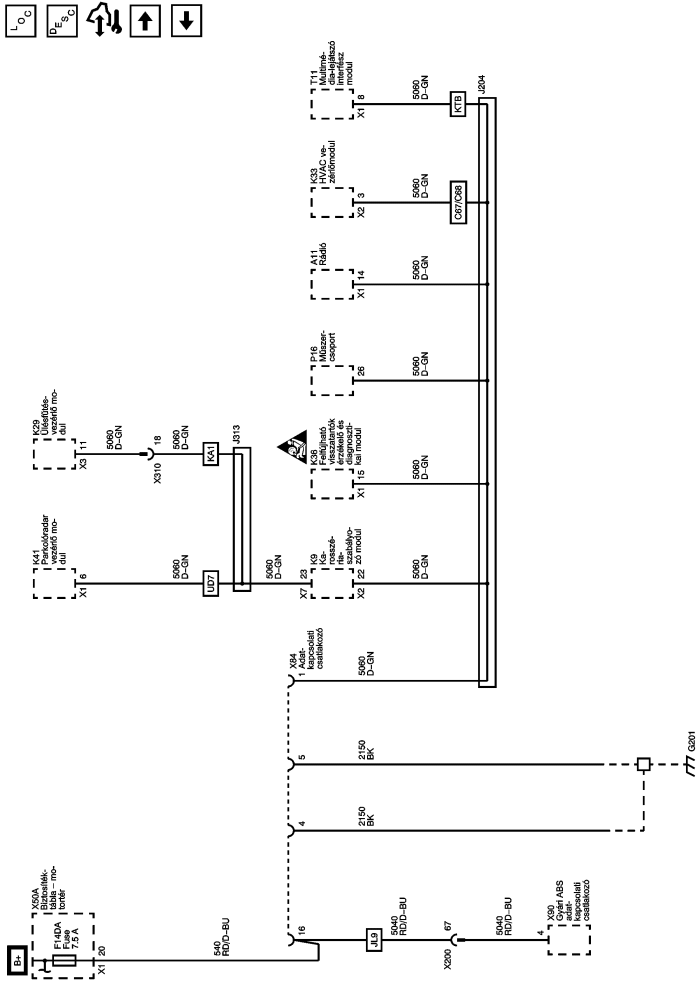 LOC
DESC
B+
X50A
Biztosíték-
tábla – mo-
tortér
F14DA
Fuse
7.5 A
X1 20
540
RD/D–BU
16
JL9
5040
RD/D–BU
X200 67
5040
RD/D–BU
4
X90
Gyári ABS
adat-
kapcsolati
csatlakozó
4
2150
BK
5
2150
BK
G201
X84
1 Adat-
kapcsolati
csatlakozó
5060
D–GN
K41
Parkolóradar
vezérlő mo-
dul
X1 6
5060
D–GN
UD7
5060
D–GN
X7 23
K9
Ka-
rosszé-
ria-
szabályo-
zó modul
X2 22
5060
D–GN
K29
Ülésfűtés-
vezérlő mo-
dul
X3 11
5060
D–GN
X310 18
5060
D–GN
KA1
J313
K36
Felfújható
visszatartók
érzékelő és
diagnoszti-
kai modul
X1 15
5060
D–GN
P16
Műszer-
csoport
26
5060
D–GN
A11
Rádió
X1 14
5060
D–GN
K33
HVAC ve-
zérlőmodul
X2 3
5060
D–GN
C67/C68
T11
Multimé-
dia-lejátszó
interfész
modul
X1 8
5060
D–GN
KTB
J204